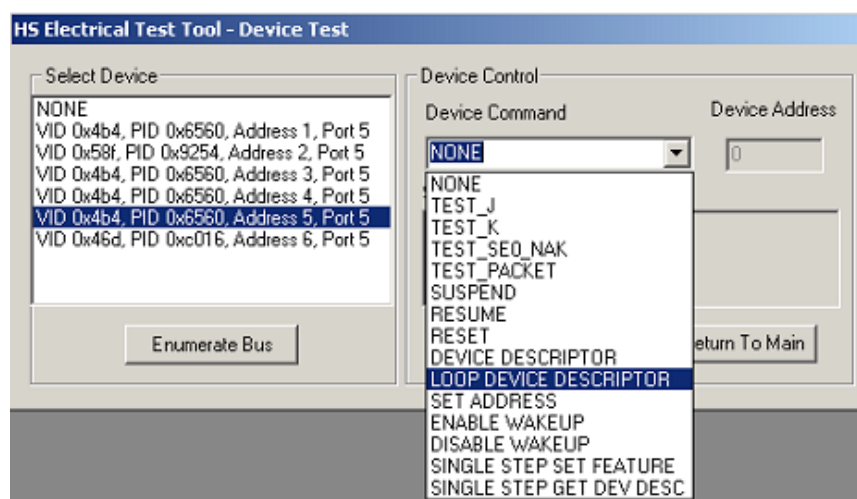 HS Electrical Test Tool - Device Test
Select Device
NONE
VID 0x4b4, PID 0x6560, Address 1, Port 5
VID 0x58f, PID 0x9254, Address 2, Port 5
VID 0x4b4, PID 0x6560, Address 3, Port 5
VID 0x4b4, PID 0x6560, Address 4, Port 5
VID 0x4b4, PID 0x6560, Address 5, Port 5
VID 0x46d, PID 0xc016, Address 6, Port 5
Enumerate Bus
Device Control
Device Command
Device Address
NONE
0
NONE
TEST_J
TEST_K
TEST_SE0_NAK
TEST_PACKET
SUSPEND
RESUME
RESET
DEVICE DESCRIPTOR
LOOP DEVICE DESCRIPTOR
SET ADDRESS
ENABLE WAKEUP
DISABLE WAKEUP
SINGLE STEP SET FEATURE
SINGLE STEP GET DEV DESC
eturn To Main